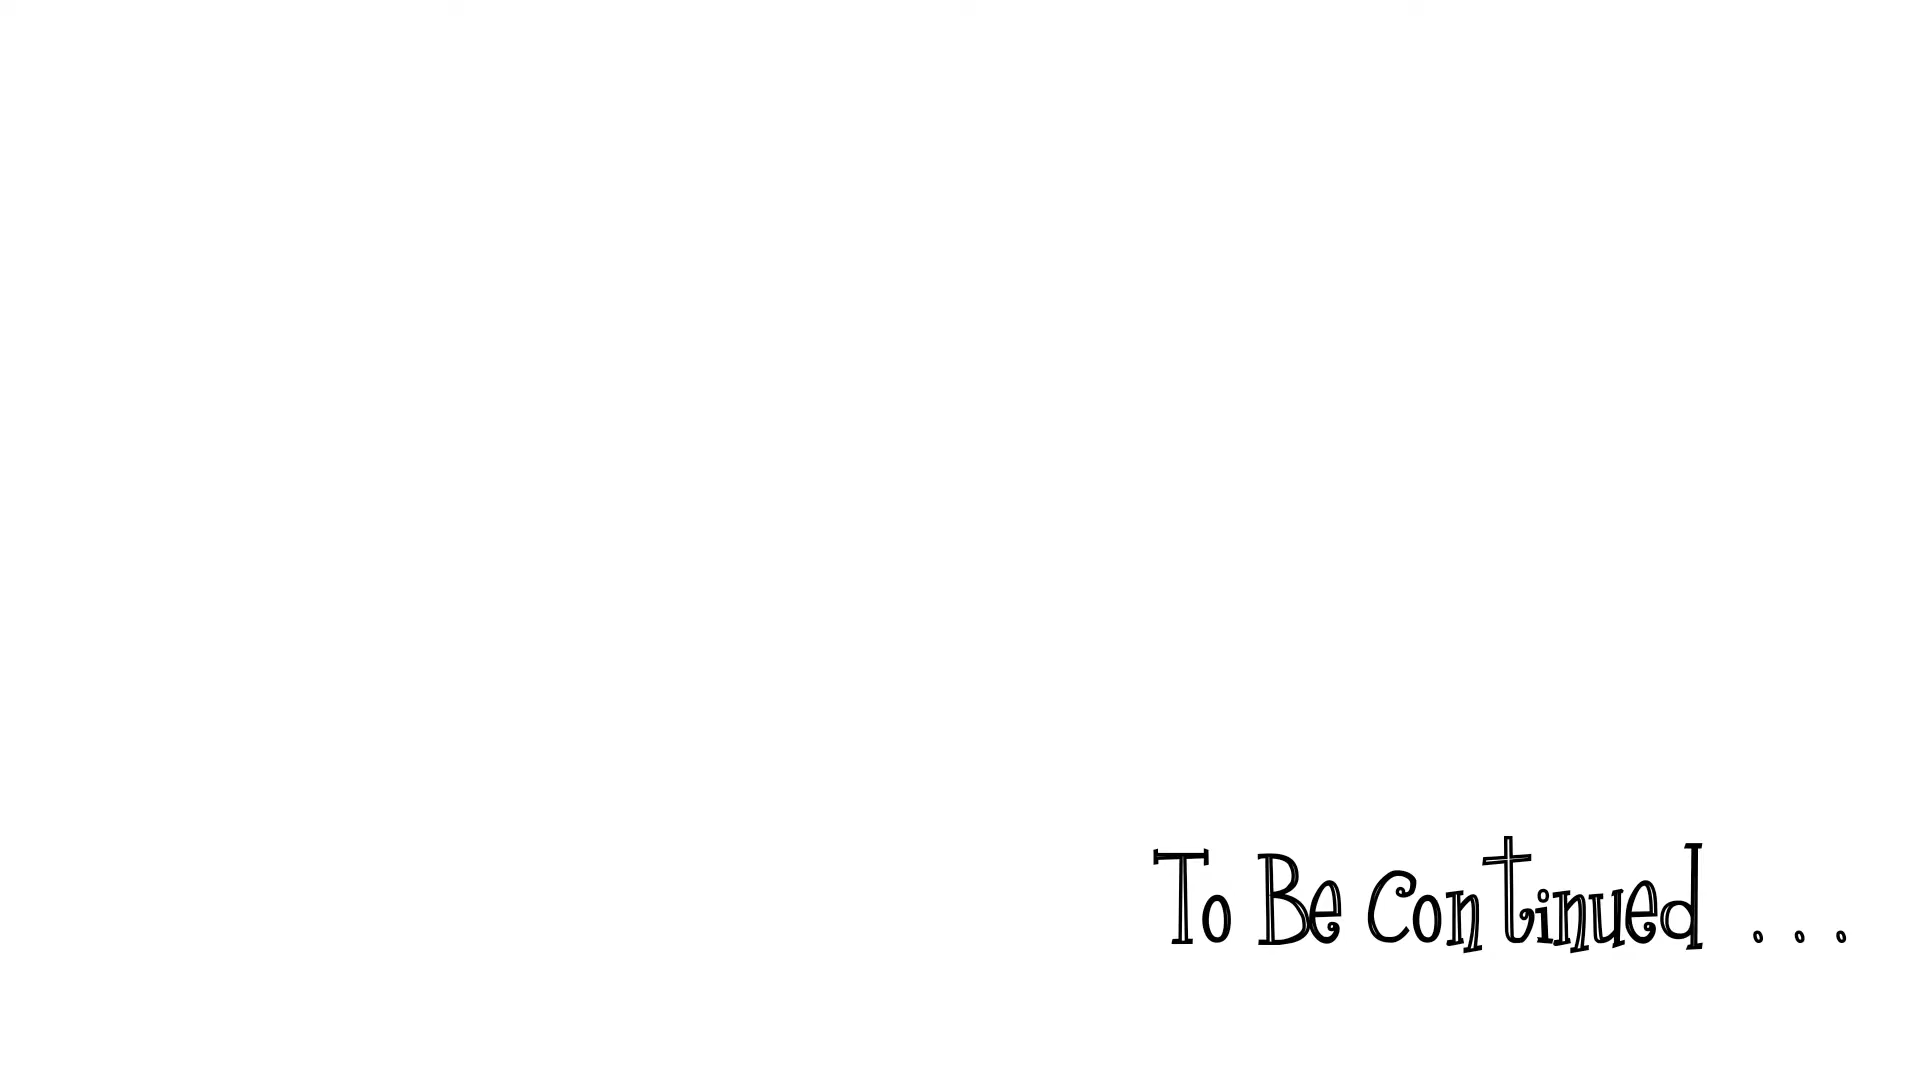 To Be Continued . . .